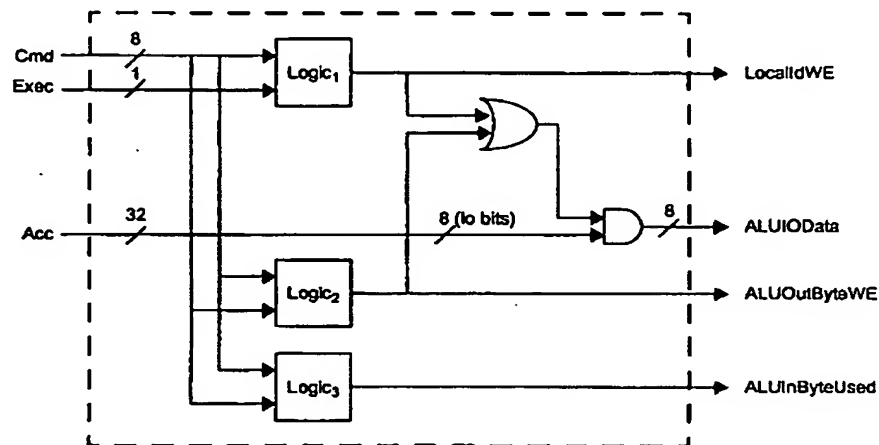 Cmd
8
Exec
1
Logic₁
LocalIdWE
Acc
32
8 (lo bits)
8
ALUIOData
Logic₂
ALUOutByteWE
Logic₃
ALUInByteUsed